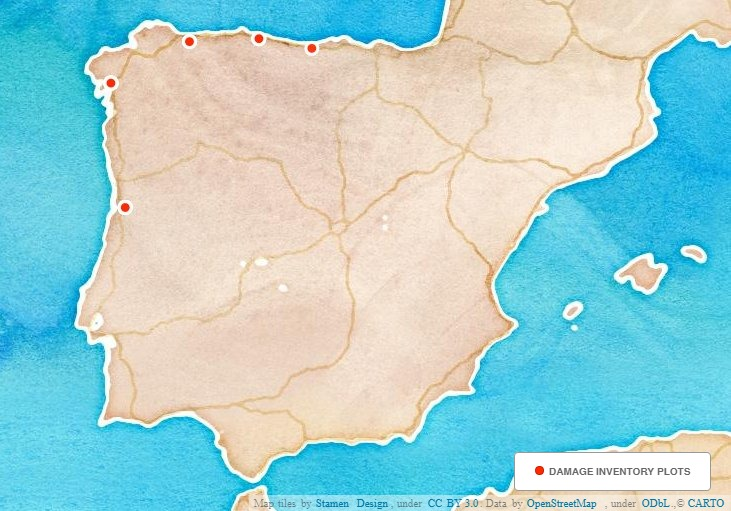 DAMAGE INVENTORY PLOTS
Map tiles by Stamen Design, under CC BY 3.0. Data by OpenStreetMap , under ODbL.,© CARTO